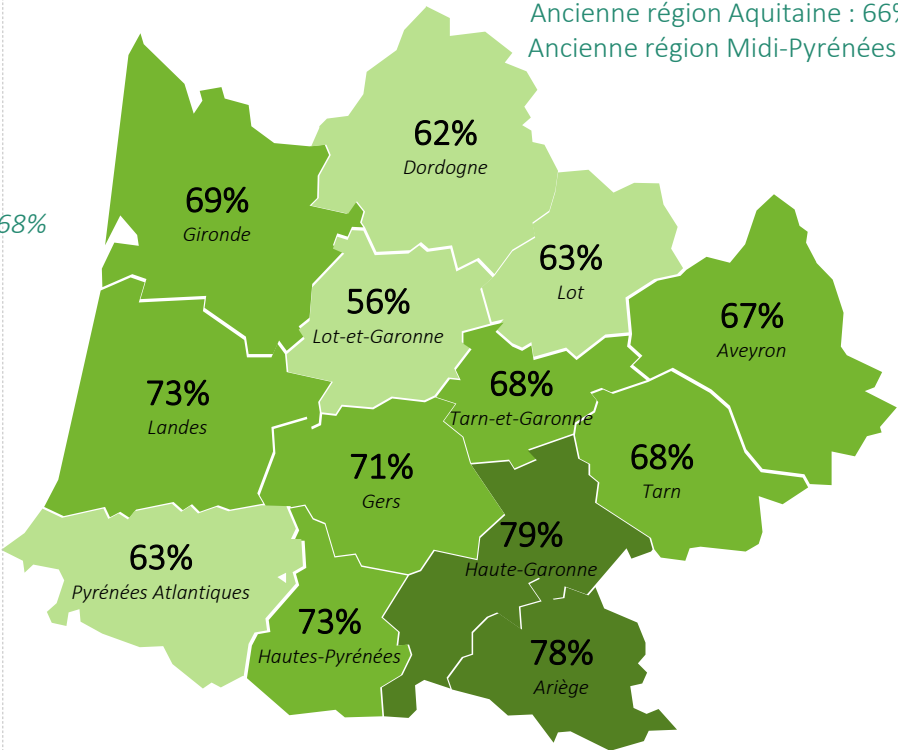 Ancienne région Aquitaine : 66%
Ancienne région Midi-Pyrénées
62%
Dordogne
69%
Gironde
68%
63%
Lot
56%
Lot-et-Garonne
67%
Aveyron
73%
Landes
68%
Tarn-et-Garonne
71%
Gers
68%
Tarn
79%
Haute-Garonne
63%
Pyrénées Atlantiques
73%
Hautes-Pyrénées
78%
Ariège